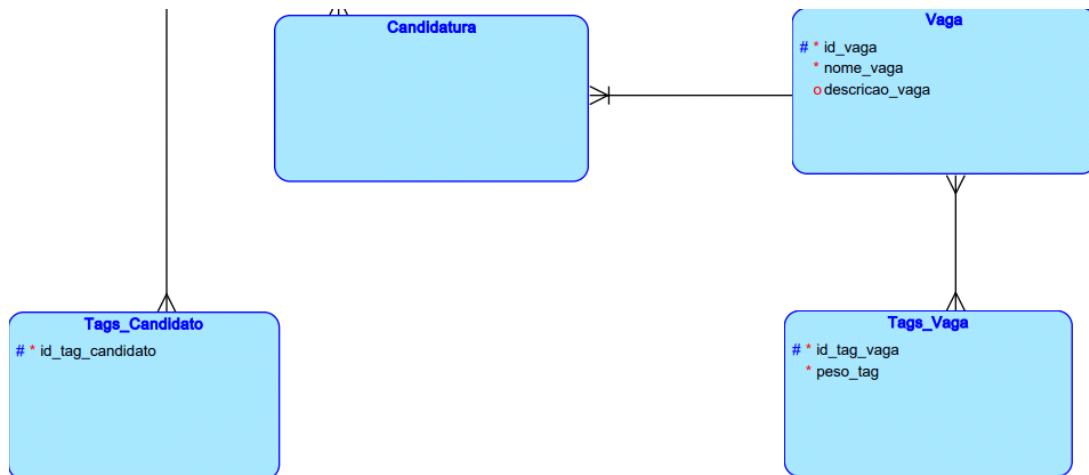 Candidatura
Vaga
# * id_vaga
* nome_vaga
o descricao_vaga
Tags_Candidato
# * id_tag_candidato
Tags_Vaga
# * id_tag_vaga
* peso_tag